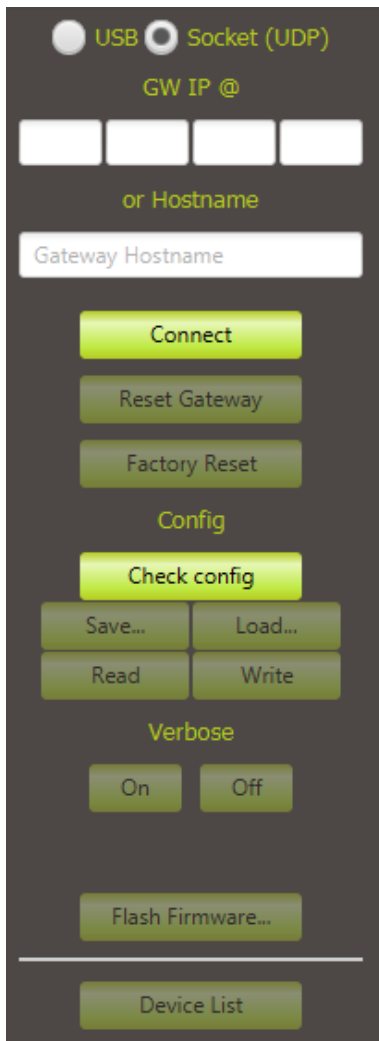 USB Socket (UDP)
GW IP @
or Hostname
Gateway Hostname
Connect
Reset Gateway
Factory Reset
Config
Check config
Save... Load...
Read Write
Verbose
On Off
Flash Firmware...
Device List